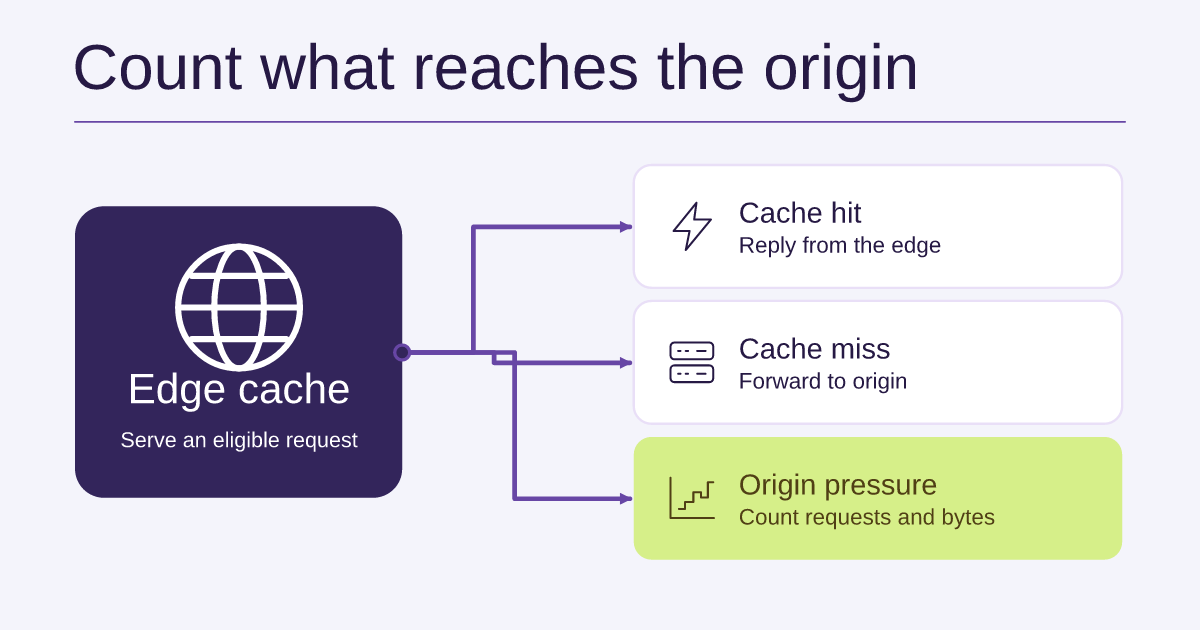 Count what reaches the origin
Edge cache
Serve an eligible request
Cache hit
Reply from the edge
Cache miss
Forward to origin
Origin pressure
Count requests and bytes